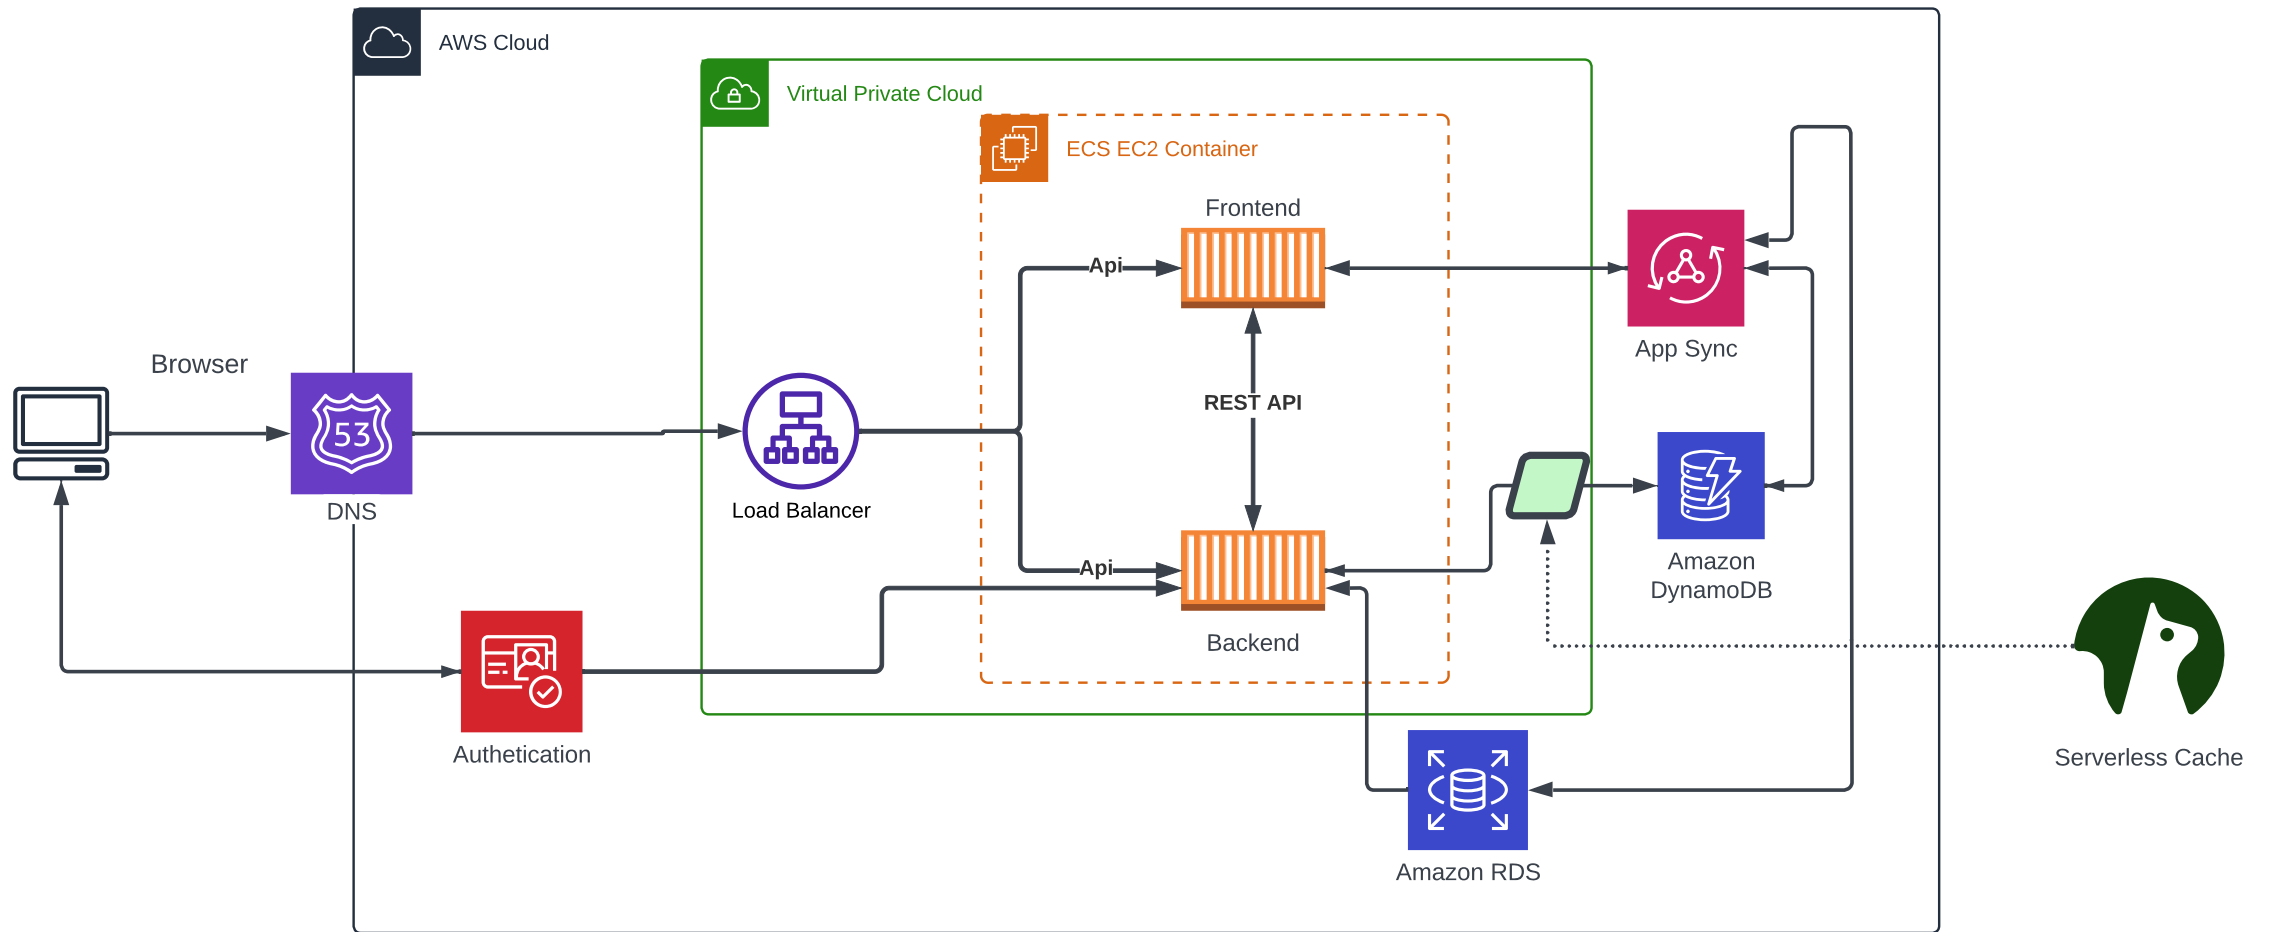 AWS Cloud
Virtual Private Cloud
ECS EC2 Container
Frontend
Api
App Sync
Browser
53
REST API
DNS
Load Balancer
Api
Amazon
DynamoDB
Backend
Authetication
Serverless Cache
Amazon RDS